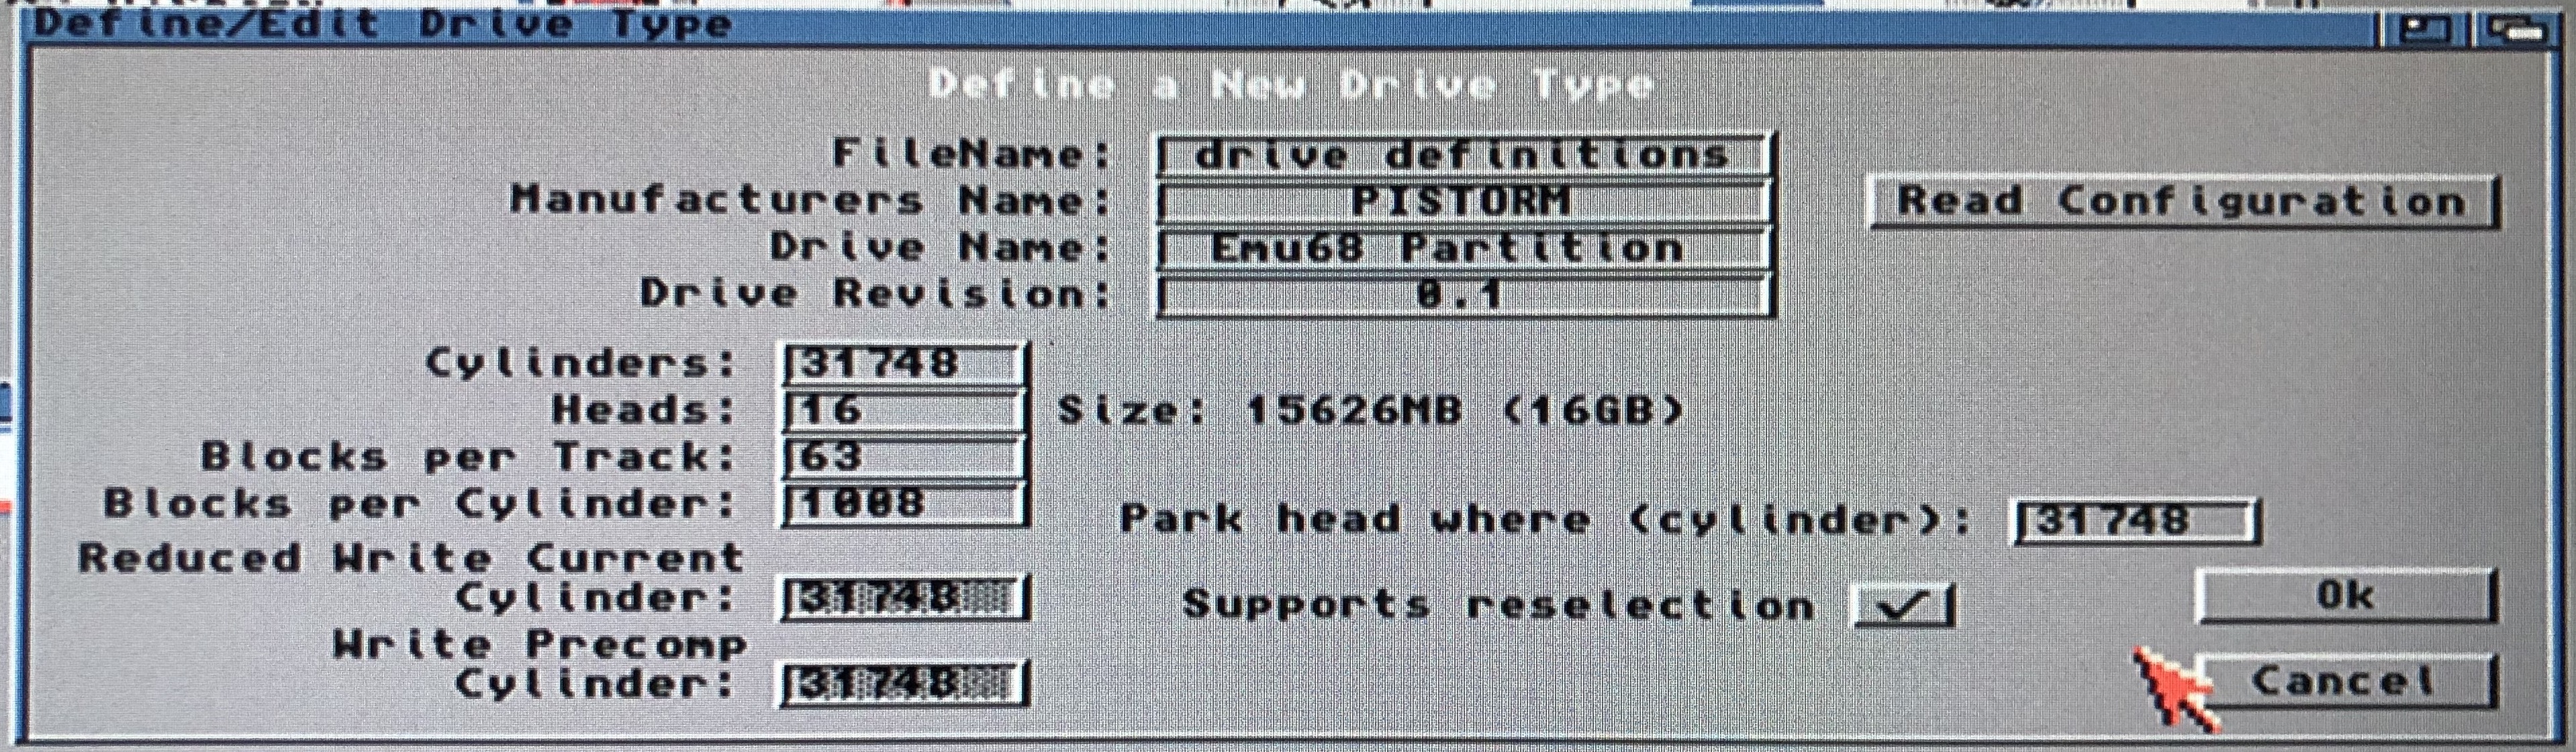 Define/Edit Drive Type
Define a New Drive Type
FileName: drive definitions
Manufacturers Name: PISTORM
Read Configuration
Drive Name: Emu68 Partition
Drive Revision: 0.1
Cylinders: 31748
Heads: 16
Size: 15626MB (16GB)
Blocks per Track: 63
Blocks per Cylinder: 1008
Park head where (cylinder): 31748
Reduced Write Current
Cylinder: 31748
Supports reselection
Ok
Write Precomp
Cylinder: 31748
Cancel